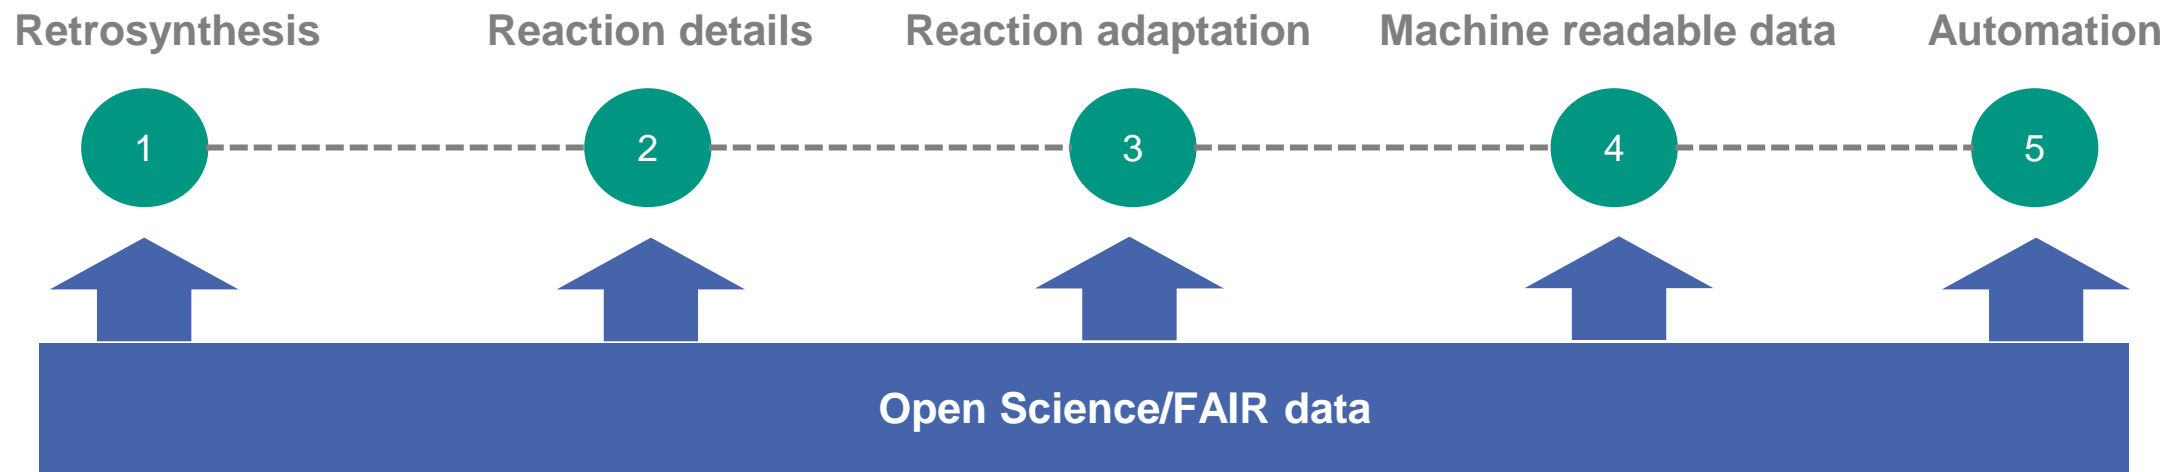 Retrosynthesis Reaction details Reaction adaptation Machine readable data Automation
1 2 3 4 5
Open Science/FAIR data